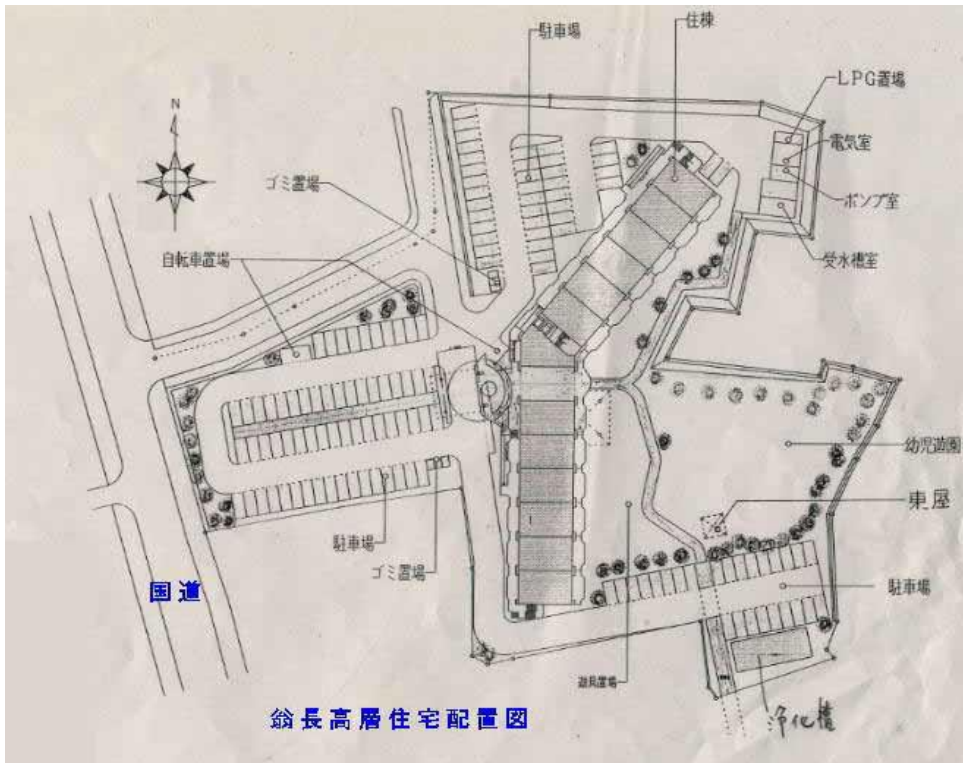 駐車場
住棟
LPG置場
電気室
ポンプ室
受水槽室
N
ゴミ置場
自転車置場
幼児遊園
東屋
駐車場
駐車場
ゴミ置場
国道
遊具置場
浄化槽
翁長高層住宅配置図